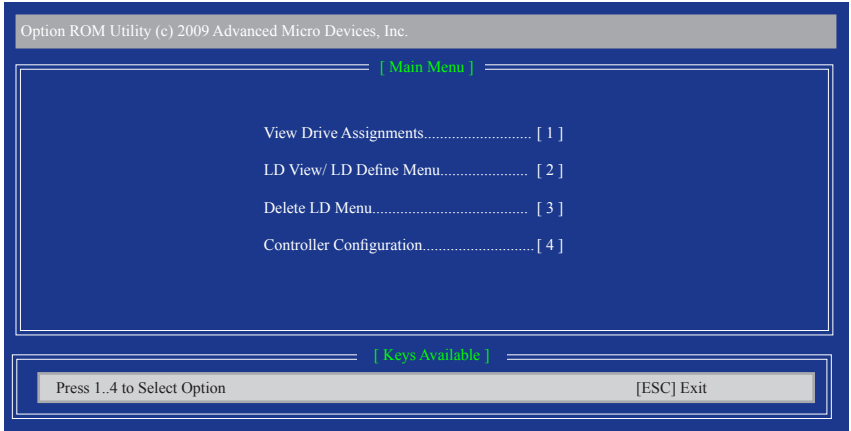 Option ROM Utility (c) 2009 Advanced Micro Devices, Inc.
[ Main Menu ]
View Drive Assignments........................... [ 1 ]
LD View/ LD Define Menu...................... [ 2 ]
Delete LD Menu....................................... [ 3 ]
Controller Configuration............................[ 4 ]
[ Keys Available ]
Press 1..4 to Select Option [ESC] Exit